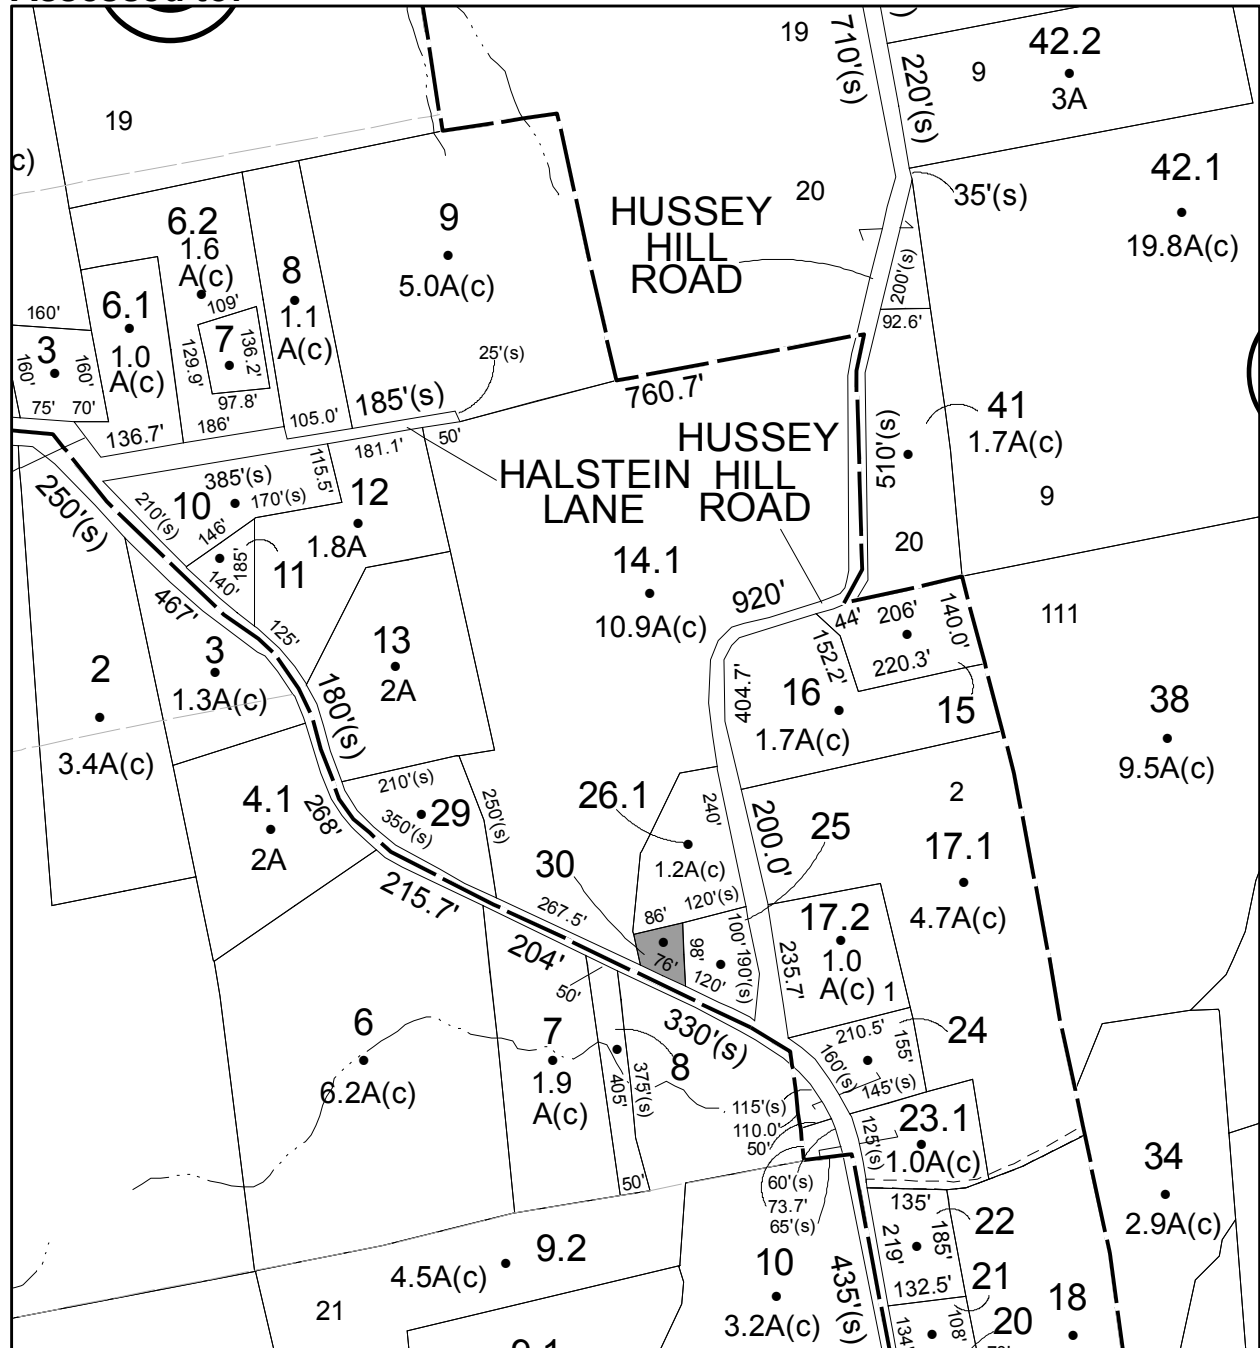 19
19
710'(s)
220'(s)
9
42.2
3A
c)
42.1
19.8A(c)
35'(s)
20
HUSSEY
HILL
ROAD
200'(s)
92.6'
6.2
1.6
A(c)
109'
9
5.0A(c)
8
1.1
A(c)
6.1
1.0
A(c)
7
136.2'
129.9'
97.8'
160'
3
160'
160'
75'
70'
136.7'
186'
105.0'
185'(s)
25'(s)
50'
760.7'
181.1'
115.5'
HALSTEIN
LANE
HUSSEY
HILL
ROAD
510'(s)
41
1.7A(c)
9
20
385'(s)
10
170'(s)
210'(s)
146'
140'
185'
11
12
1.8A
250'(s)
467'
125'
14.1
10.9A(c)
920'
44'
206'
140.0'
152.2'
220.3'
15
111
2
3.4A(c)
3
1.3A(c)
13
2A
180'(s)
404.7'
16
1.7A(c)
38
9.5A(c)
4.1
2A
268'
210'(s)
350'(s)
29
250'(s)
26.1
240'
1.2A(c)
120'(s)
200.0'
25
2
17.1
4.7A(c)
30
215.7'
267.5'
204'
86'
76'
98'
100'
190'(s)
120'
17.2
1.0
A(c)
1
235.7'
50'
330'(s)
6
6.2A(c)
7
1.9
A(c)
8
405'
375'(s)
50'
210.5'
155'
24
160'(s)
145'(s)
115'(s)
110.0'
50'
60'(s)
73.7'
65'(s)
125'(s)
23.1
1.0A(c)
34
2.9A(c)
135'
22
219'
185'
132.5'
21
9.2
4.5A(c)
21
10
3.2A(c)
435'(s)
134'
108'
20
18